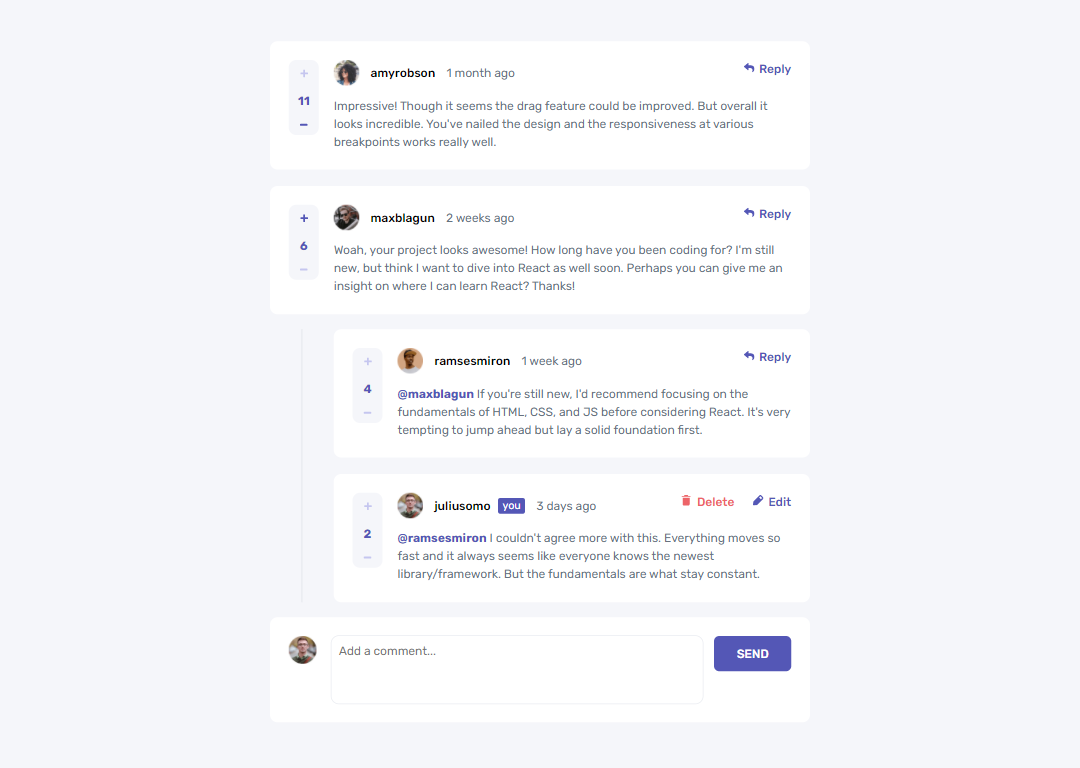 +
11
−
amyrobson 1 month ago
Reply
Impressive! Though it seems the drag feature could be improved. But overall it
looks incredible. You've nailed the design and the responsiveness at various
breakpoints works really well.
+
6
−
maxblagun 2 weeks ago
Reply
Woah, your project looks awesome! How long have you been coding for? I'm still
new, but think I want to dive into React as well soon. Perhaps you can give me an
insight on where I can learn React? Thanks!
+
4
−
ramsesmiron 1 week ago
Reply
@maxblagun If you're still new, I'd recommend focusing on the
fundamentals of HTML, CSS, and JS before considering React. It's very
tempting to jump ahead but lay a solid foundation first.
+
2
−
juliusomo you 3 days ago
Delete Edit
@ramsesmiron I couldn't agree more with this. Everything moves so
fast and it always seems like everyone knows the newest
library/framework. But the fundamentals are what stay constant.
Add a comment...
SEND